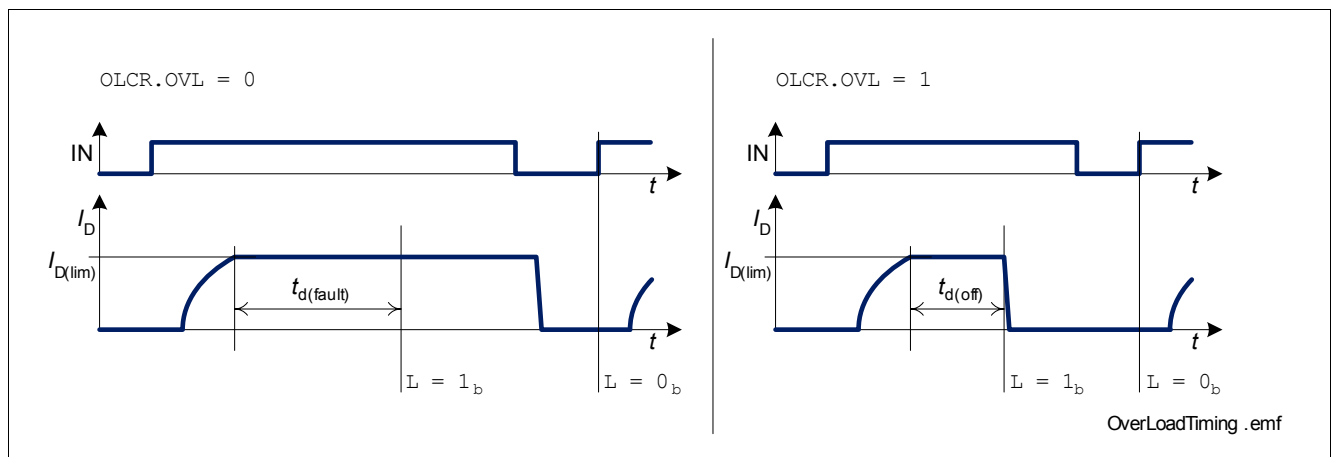 OLCR.OVL = 0
IN
t
I_D
I_D(lim)
t_d(fault)
t
L = 1_b
L = 0_b
OLCR.OVL = 1
IN
t
I_D
I_D(lim)
t_d(off)
t
L = 1_b
L = 0_b
OverLoadTiming .emf